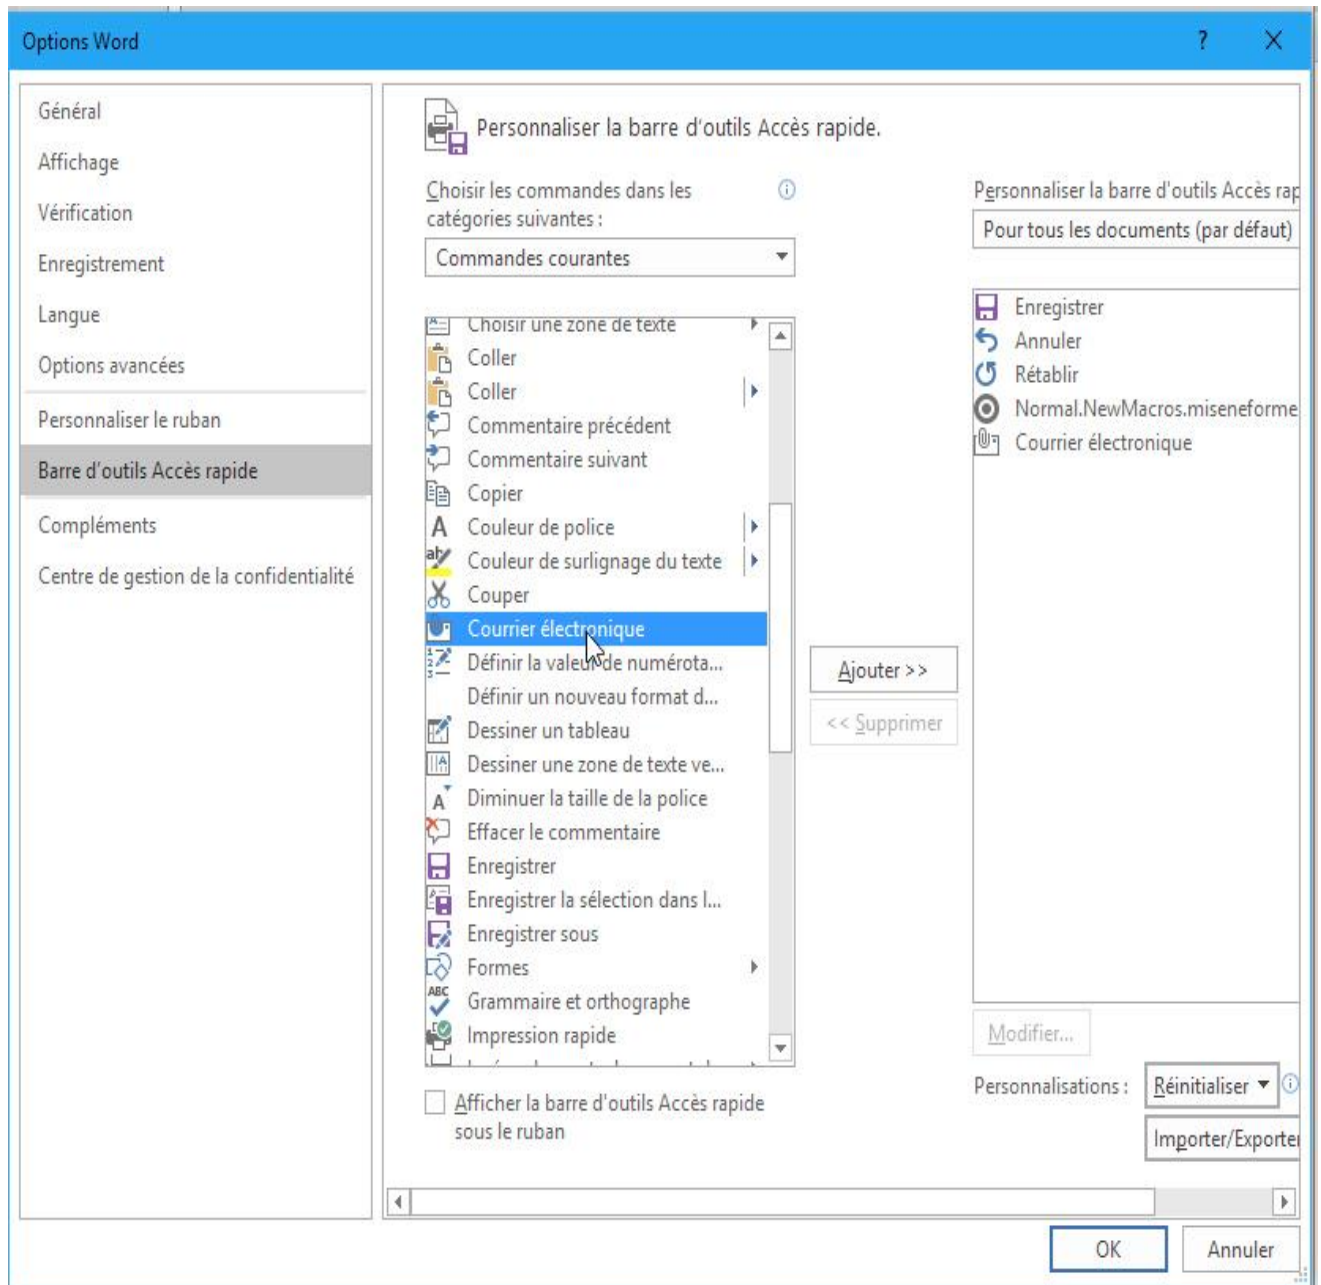 Options Word
?
Général
Affichage
Vérification
Enregistrement
Langue
Options avancées
Personnaliser le ruban
Barre d'outils Accès rapide
Compléments
Centre de gestion de la confidentialité
Personnaliser la barre d'outils Accès rapide.
Choisir les commandes dans les
catégories suivantes :
Commandes courantes
Choisir une zone de texte
Coller
Coller
Commentaire précédent
Commentaire suivant
Copier
Couleur de police
Couleur de surlignage du texte
Couper
Courrier électronique
Définir la valeur de numérota...
Définir un nouveau format d...
Dessiner un tableau
Dessiner une zone de texte ve...
Diminuer la taille de la police
Effacer le commentaire
Enregistrer
Enregistrer la sélection dans l...
Enregistrer sous
Formes
Grammaire et orthographe
Impression rapide
Afficher la barre d'outils Accès rapide
sous le ruban
Ajouter >>
<< Supprimer
Personnaliser la barre d'outils Accès rap
Pour tous les documents (par défaut)
Enregistrer
Annuler
Rétablir
Normal.NewMacros.miseneforme
Courrier électronique
Modifier...
Personnalisations :
Réinitialiser
Importer/Exporter
OK
Annuler